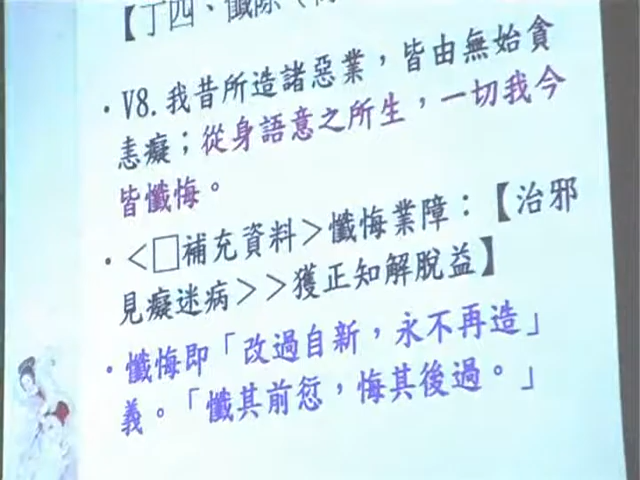 【丁四、懺除
• V8. 我昔所造諸惡業，皆由無始貪
恚癡；從身語意之所生，一切我今
皆懺悔。
• <□補充資料>懺悔業障：【治邪
見癡迷病>>獲正知解脫益】
• 懺悔即「改過自新，永不再造」
義。「懺其前愆，悔其後過。」